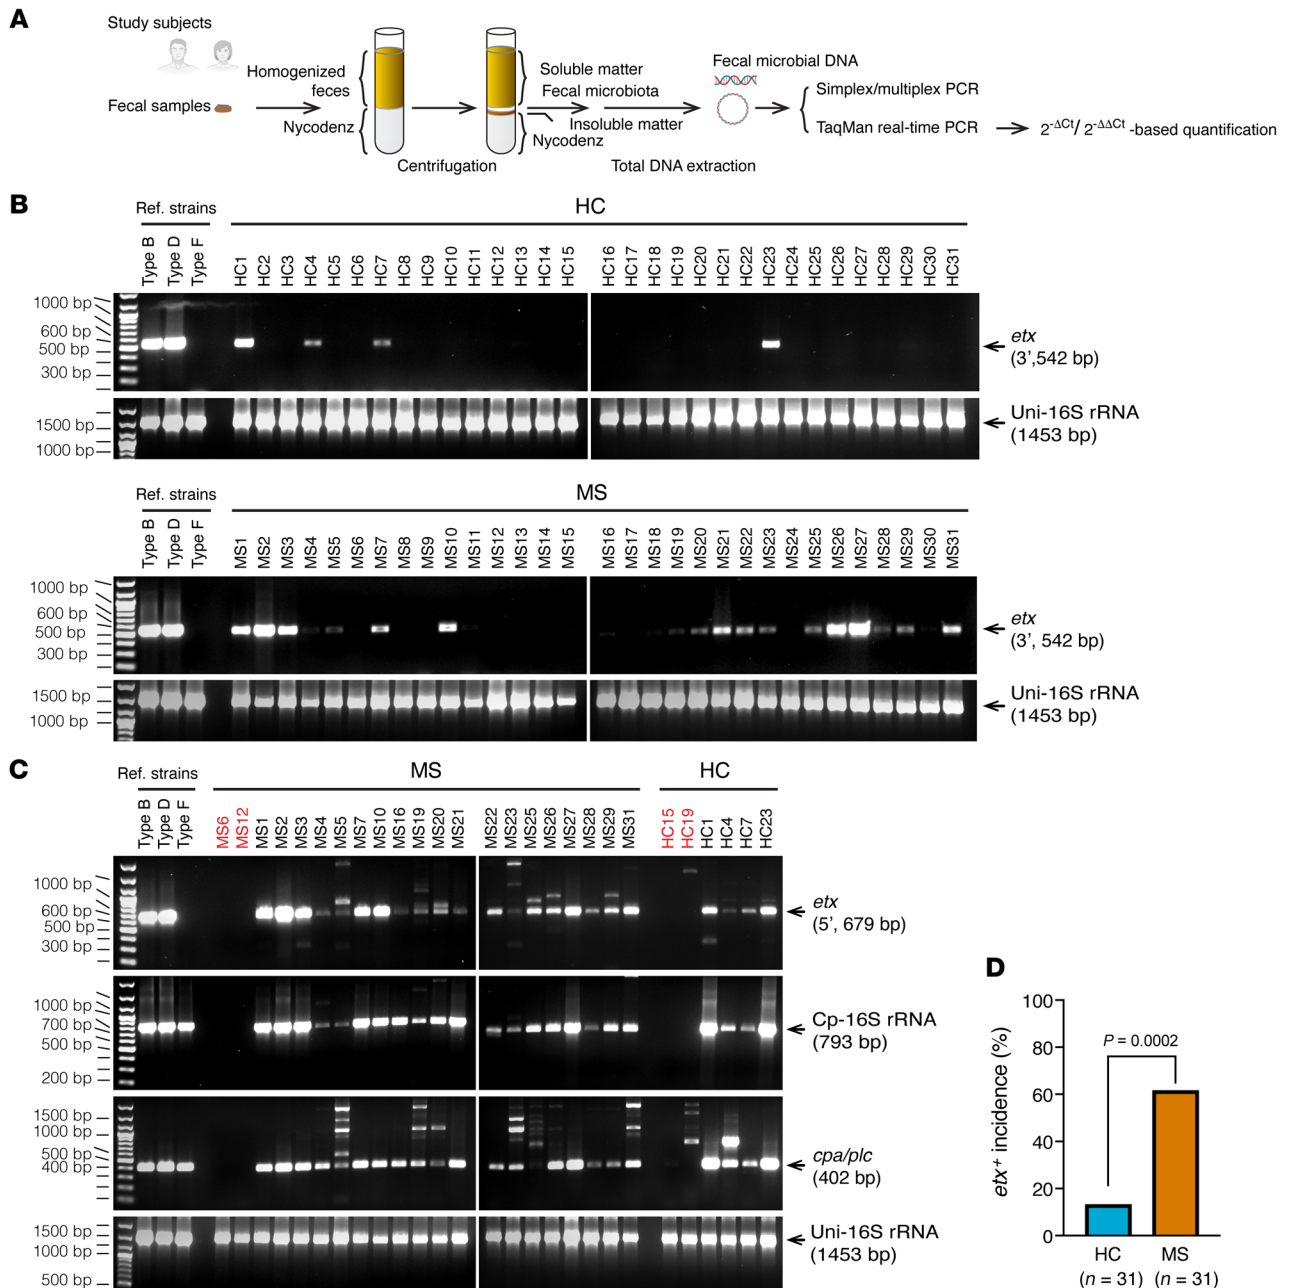 A
Study subjects
Fecal samples
Homogenized
feces
Nycodenz
Centrifugation
Soluble matter
Fecal microbiota
Insoluble matter
Nycodenz
Total DNA extraction
Fecal microbial DNA
Simplex/multiplex PCR
TaqMan real-time PCR
2-ΔCt/ 2-ΔΔCt -based quantification
B
Ref. strains
HC
Type B Type D Type F HC1 HC2 HC3 HC4 HC5 HC6 HC7 HC8 HC9 HC10 HC11 HC12 HC13 HC14 HC15 HC16 HC17 HC18 HC19 HC20 HC21 HC22 HC23 HC24 HC25 HC26 HC27 HC28 HC29 HC30 HC31
1000 bp
600 bp
500 bp
300 bp
etx
(3',542 bp)
1500 bp
1000 bp
Uni-16S rRNA
(1453 bp)
Ref. strains
MS
Type B Type D Type F MS1 MS2 MS3 MS4 MS5 MS6 MS7 MS8 MS9 MS10 MS11 MS12 MS13 MS14 MS15 MS16 MS17 MS18 MS19 MS20 MS21 MS22 MS23 MS24 MS25 MS26 MS27 MS28 MS29 MS30 MS31
1000 bp
600 bp
500 bp
300 bp
etx
(3', 542 bp)
1500 bp
1000 bp
Uni-16S rRNA
(1453 bp)
C
Ref. strains
MS
HC
Type B Type D Type F MS6 MS12 MS1 MS2 MS3 MS4 MS5 MS7 MS10 MS16 MS19 MS20 MS21 MS22 MS23 MS25 MS26 MS27 MS28 MS29 MS31 HC15 HC19 HC1 HC4 HC7 HC23
1000 bp
600 bp
500 bp
300 bp
etx
(5', 679 bp)
1000 bp
700 bp
500 bp
200 bp
Cp-16S rRNA
(793 bp)
1500 bp
1000 bp
500 bp
400 bp
cpa/plc
(402 bp)
1500 bp
1000 bp
500 bp
Uni-16S rRNA
(1453 bp)
D
etx+ incidence (%)
100
80
60
40
20
0
P = 0.0002
HC MS
(n = 31) (n = 31)